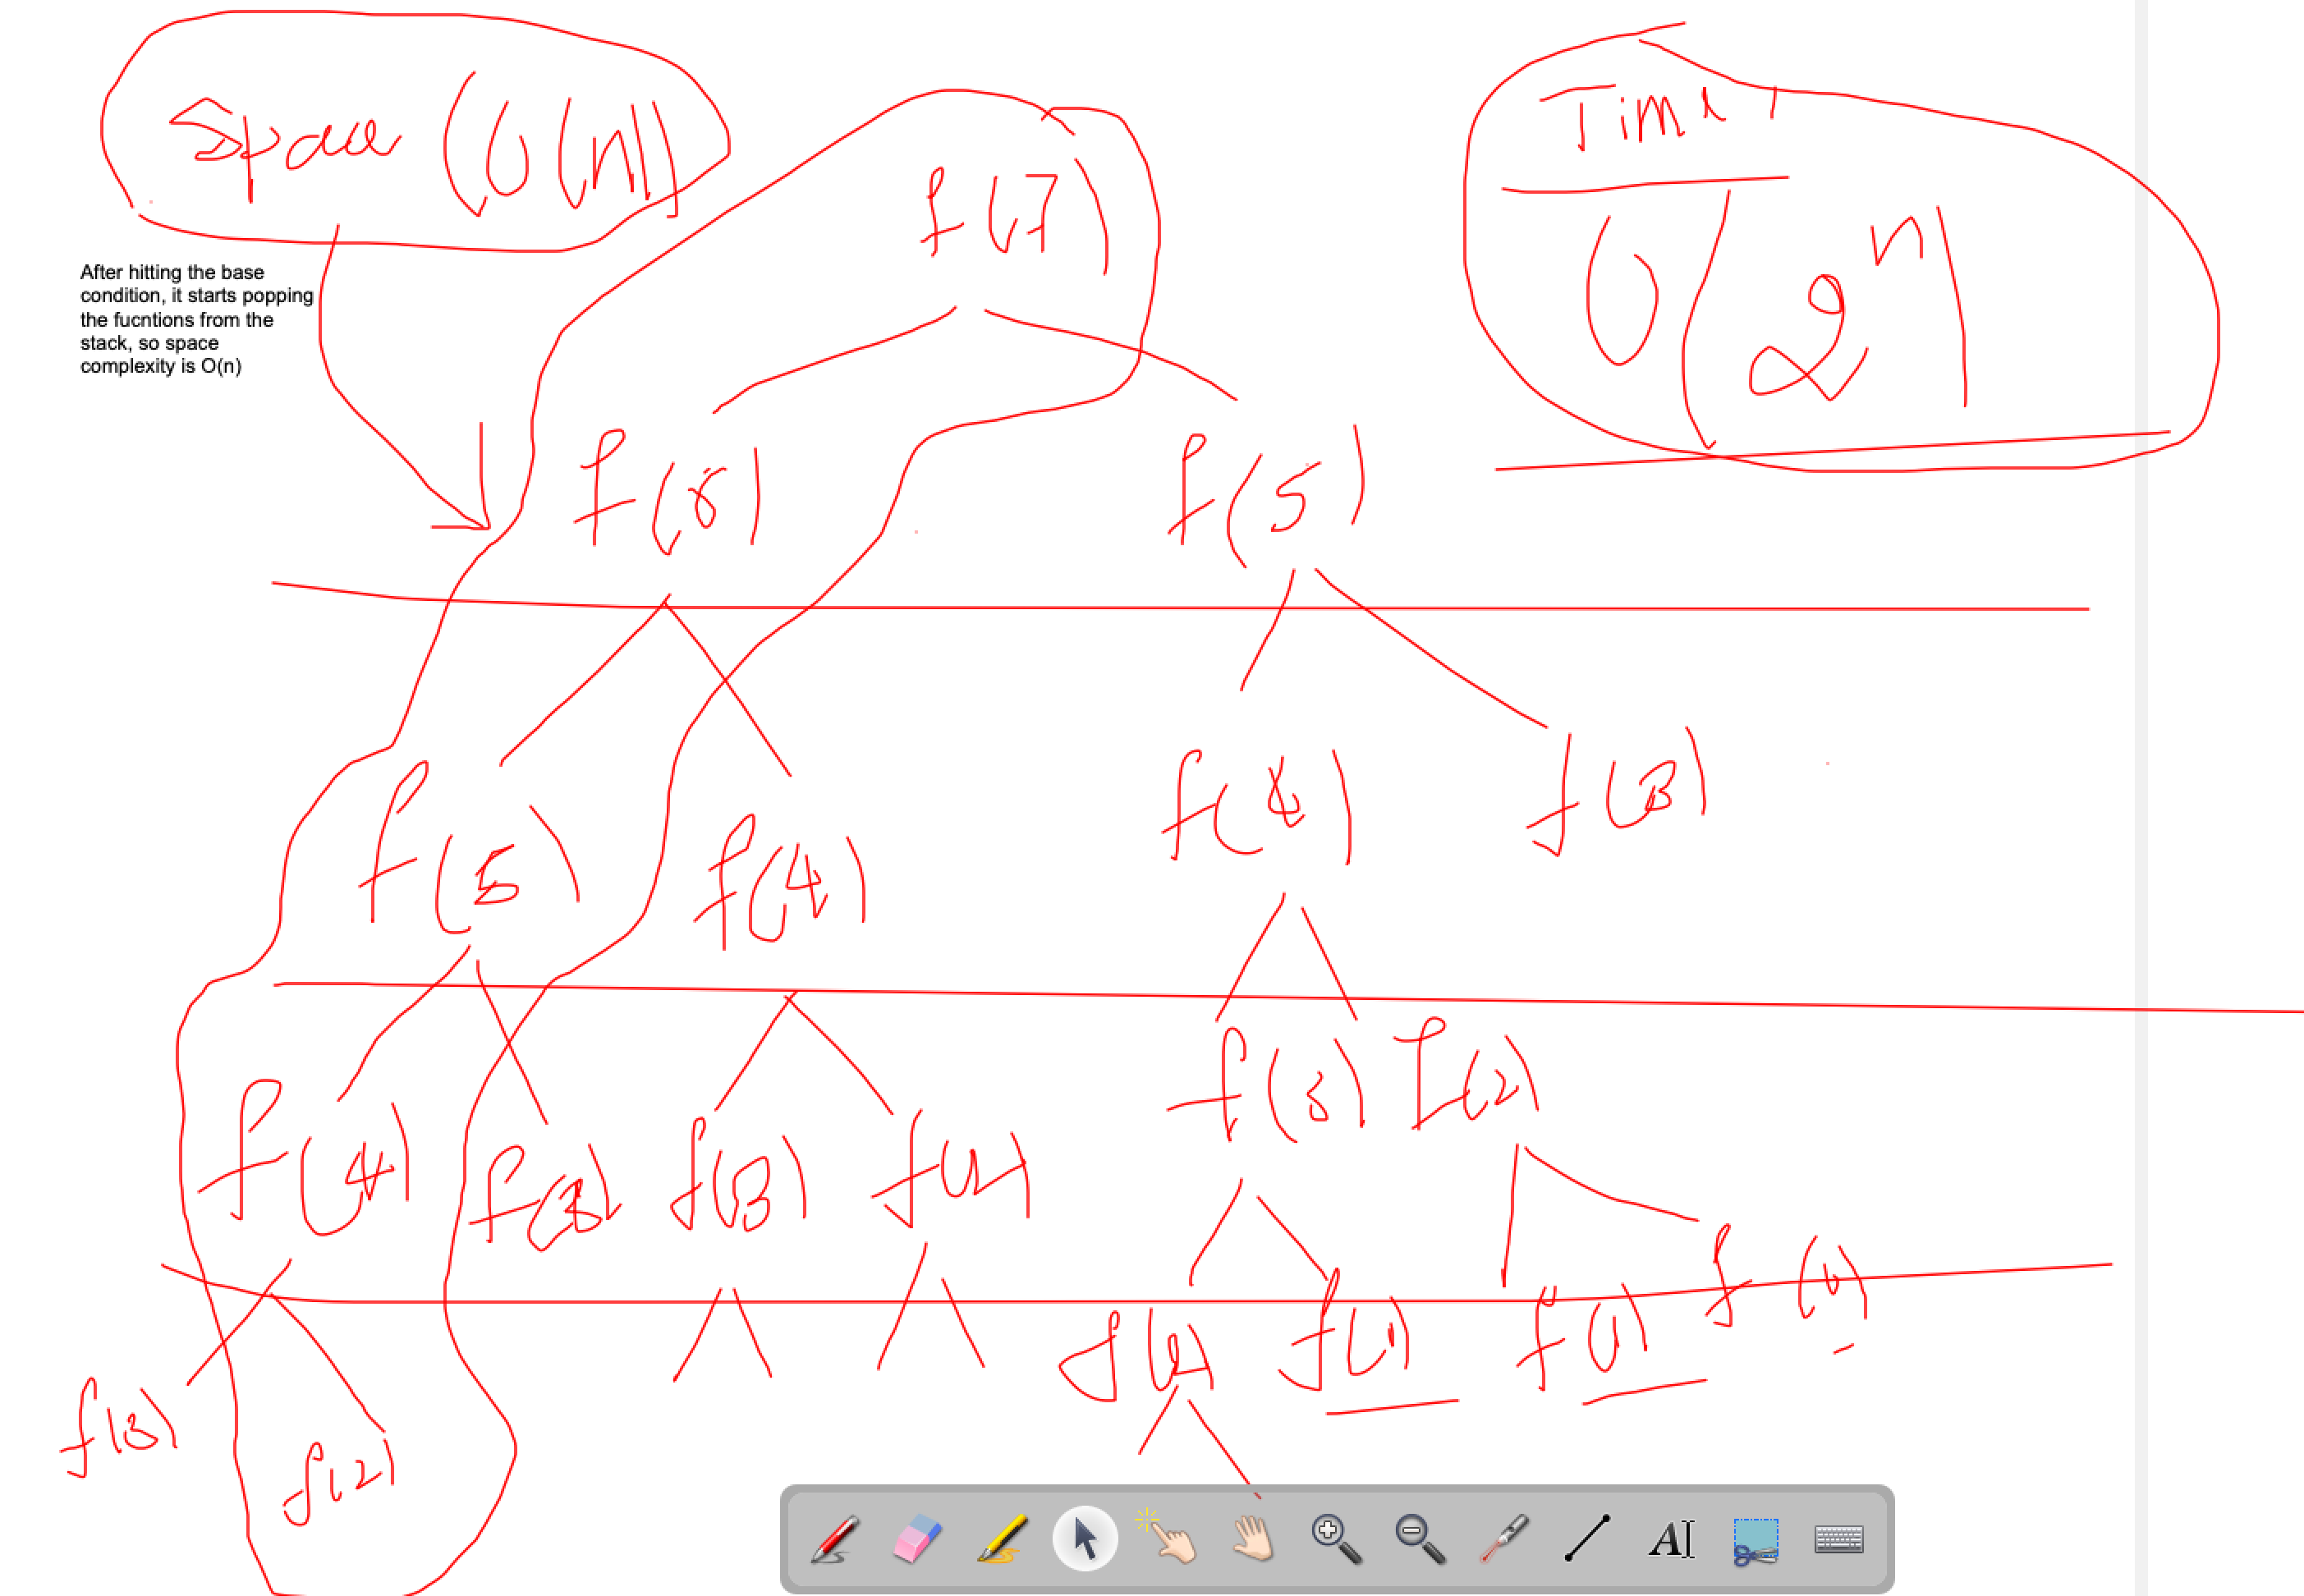 Space (O(n))
Time
O(2^n)
After hitting the base
condition, it starts popping
the fucntions from the
stack, so space
complexity is O(n)
f(7)
f(6) f(5)
f(5) f(4) f(4) f(3)
f(4) f(3) f(3) f(2) f(3) f(2)
f(3) f(2) f(2) f(1) f(1) f(0)
AI